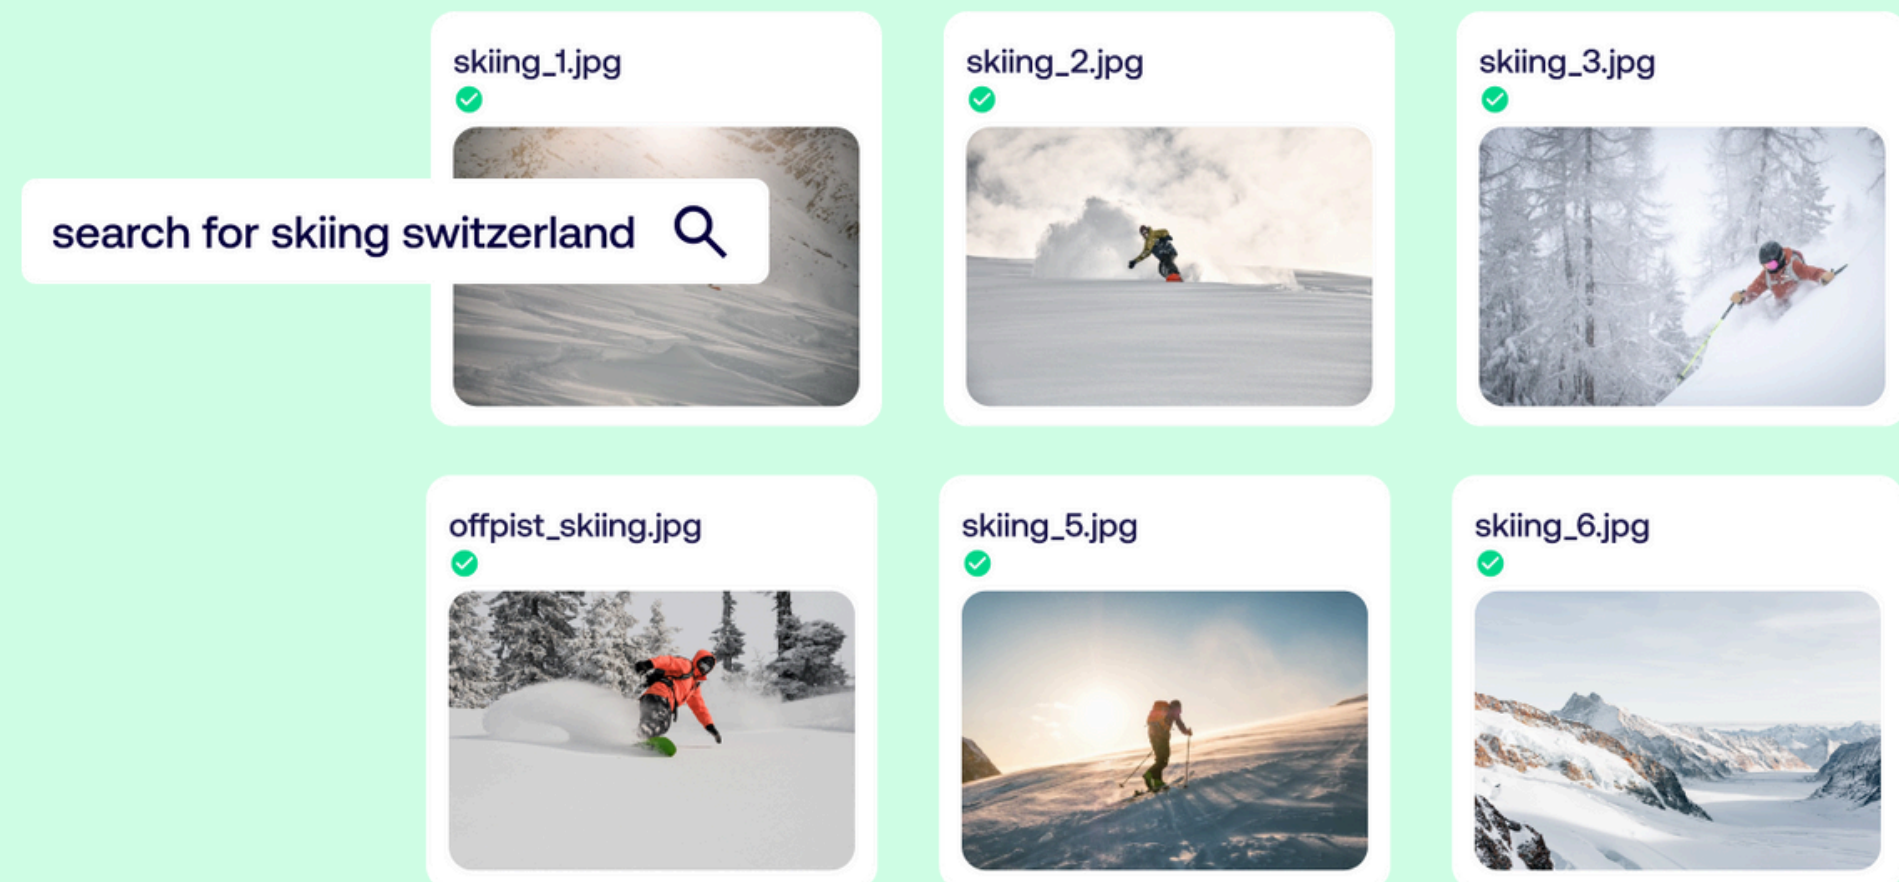 skiing_1.jpg
skiing_2.jpg
skiing_3.jpg
search for skiing switzerland
offpist_skiing.jpg
skiing_5.jpg
skiing_6.jpg